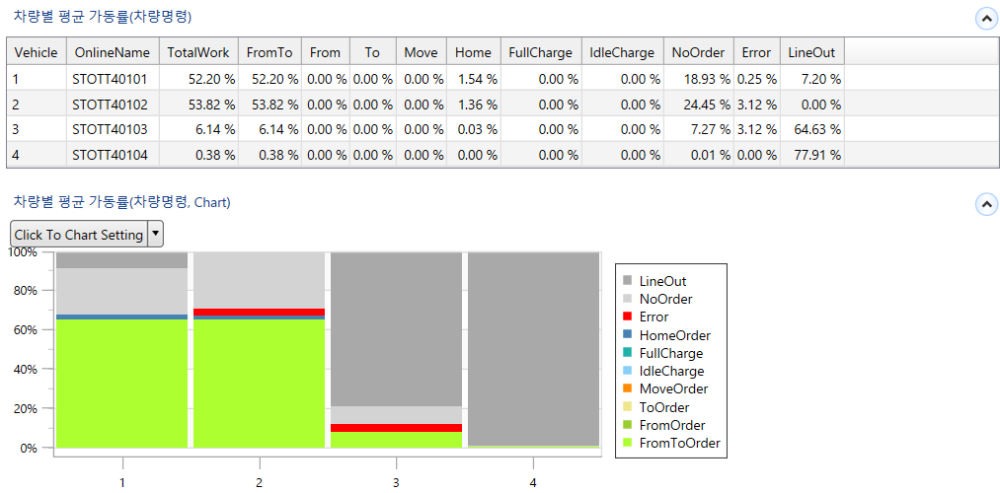 차량별 평균 가동률(차량명령)
Vehicle OnlineName TotalWork FromTo From To Move Home FullCharge IdleCharge NoOrder Error LineOut
1 STOTT40101 52.20 % 52.20 % 0.00 % 0.00 % 0.00 % 1.54 % 0.00 % 0.00 % 18.93 % 0.25 % 7.20 %
2 STOTT40102 53.82 % 53.82 % 0.00 % 0.00 % 0.00 % 1.36 % 0.00 % 0.00 % 24.45 % 3.12 % 0.00 %
3 STOTT40103 6.14 % 6.14 % 0.00 % 0.00 % 0.00 % 0.03 % 0.00 % 0.00 % 7.27 % 3.12 % 64.63 %
4 STOTT40104 0.38 % 0.38 % 0.00 % 0.00 % 0.00 % 0.00 % 0.00 % 0.00 % 0.01 % 0.00 % 77.91 %
차량별 평균 가동률(차량명령, Chart)
Click To Chart Setting
100%
80%
60%
40%
20%
0%
1 2 3 4
LineOut
NoOrder
Error
HomeOrder
FullCharge
IdleCharge
MoveOrder
ToOrder
FromOrder
FromToOrder